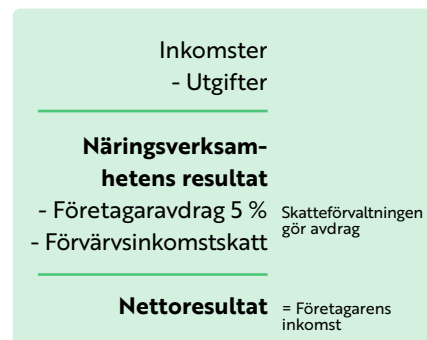 Inkomster
- Utgifter
Näringsverksam-
hetens resultat
- Företagaravdrag 5 %
- Förvärvsinkomstskatt
Skatteförvaltningen
gör avdrag
Nettoresultat
= Företagarens
inkomst